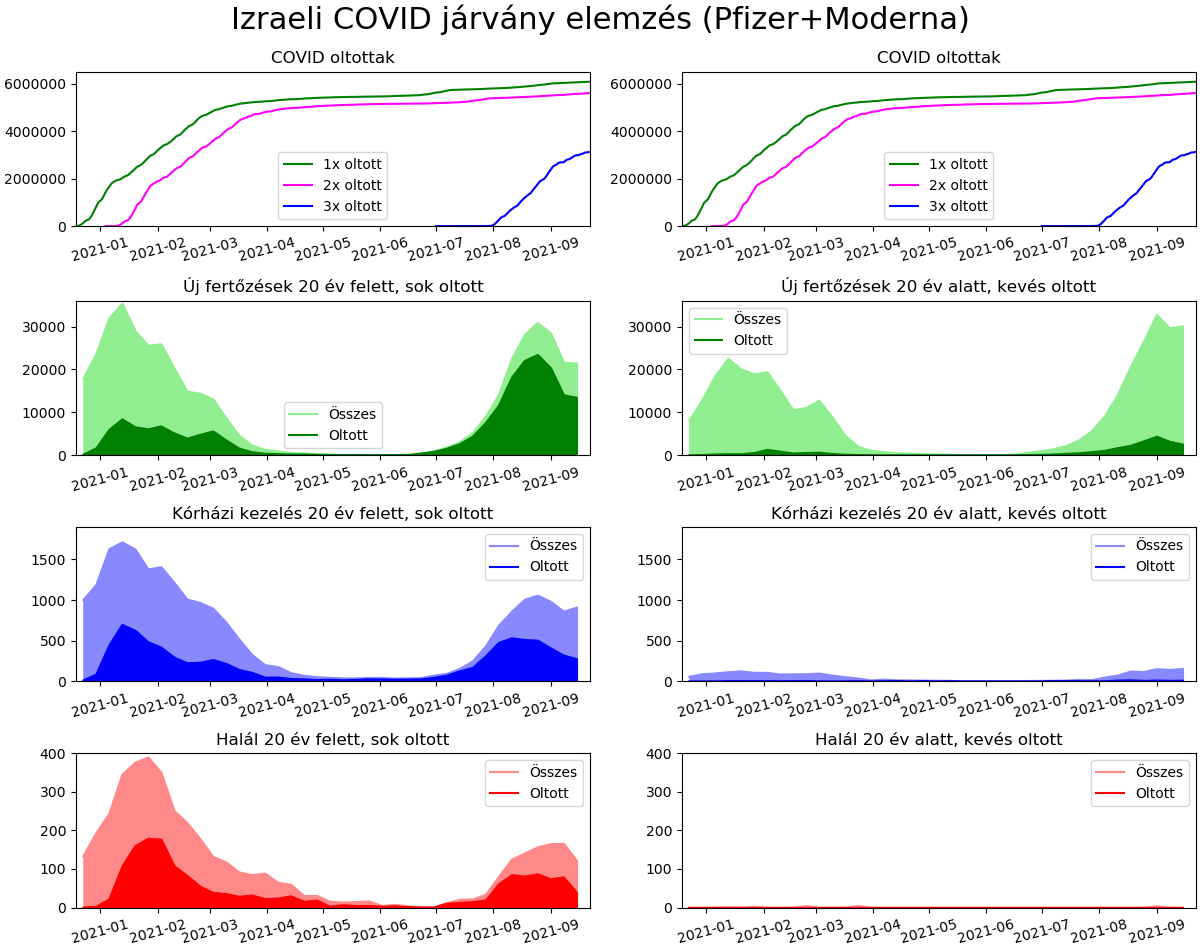 Izraeli COVID járvány elemzés (Pfizer+Moderna)
COVID oltottak
6000000
4000000
2000000
0
1x oltott
2x oltott
3x oltott
2021-01 2021-02 2021-03 2021-04 2021-05 2021-06 2021-07 2021-08 2021-09
COVID oltottak
6000000
4000000
2000000
0
1x oltott
2x oltott
3x oltott
2021-01 2021-02 2021-03 2021-04 2021-05 2021-06 2021-07 2021-08 2021-09
Új fertőzések 20 év felett, sok oltott
30000
20000
10000
0
Összes
Oltott
2021-01 2021-02 2021-03 2021-04 2021-05 2021-06 2021-07 2021-08 2021-09
Új fertőzések 20 év alatt, kevés oltott
30000
20000
10000
0
Összes
Oltott
2021-01 2021-02 2021-03 2021-04 2021-05 2021-06 2021-07 2021-08 2021-09
Kórházi kezelés 20 év felett, sok oltott
1500
1000
500
0
Összes
Oltott
2021-01 2021-02 2021-03 2021-04 2021-05 2021-06 2021-07 2021-08 2021-09
Kórházi kezelés 20 év alatt, kevés oltott
1500
1000
500
0
Összes
Oltott
2021-01 2021-02 2021-03 2021-04 2021-05 2021-06 2021-07 2021-08 2021-09
Halál 20 év felett, sok oltott
400
300
200
100
0
Összes
Oltott
2021-01 2021-02 2021-03 2021-04 2021-05 2021-06 2021-07 2021-08 2021-09
Halál 20 év alatt, kevés oltott
400
300
200
100
0
Összes
Oltott
2021-01 2021-02 2021-03 2021-04 2021-05 2021-06 2021-07 2021-08 2021-09